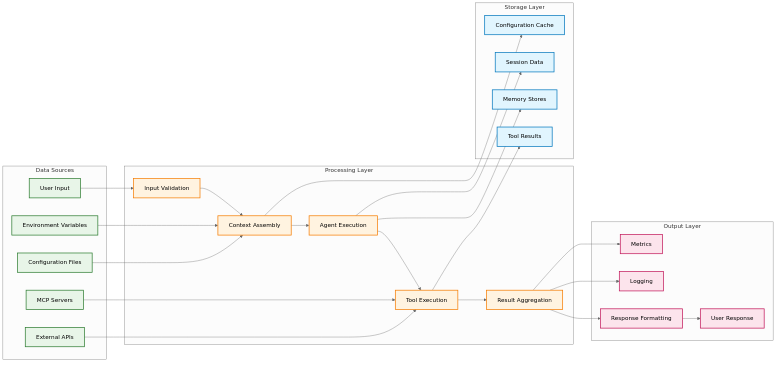 Storage Layer
Configuration Cache
Session Data
Memory Stores
Tool Results
Data Sources
User Input
Environment Variables
Configuration Files
MCP Servers
External APIs
Processing Layer
Input Validation
Context Assembly
Agent Execution
Tool Execution
Result Aggregation
Output Layer
Metrics
Logging
Response Formatting
User Response